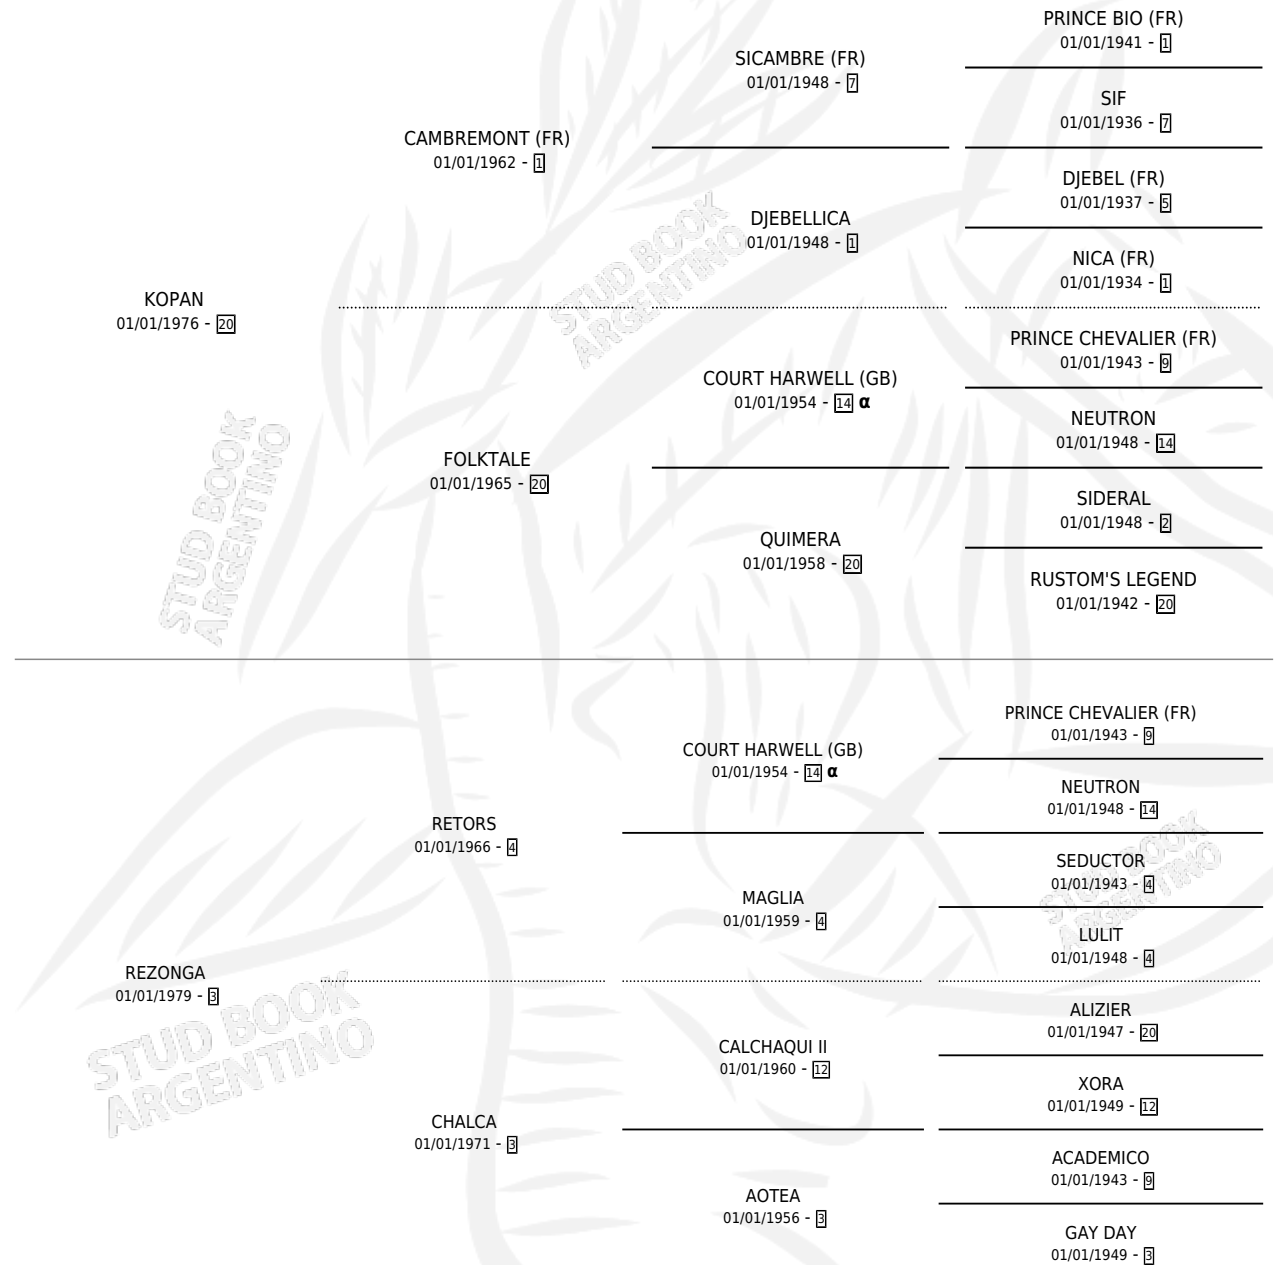 PRINCE BIO (FR)
01/01/1941 - 1
SICAMBRE (FR)
01/01/1948 - 7
SIF
01/01/1936 - 7
CAMBREMONT (FR)
01/01/1962 - 1
DJEBEL (FR)
01/01/1937 - 5
DJEBELLICA
01/01/1948 - 1
NICA (FR)
01/01/1934 - 1
KOPAN
01/01/1976 - 20
PRINCE CHEVALIER (FR)
01/01/1943 - 9
COURT HARWELL (GB)
01/01/1954 - 14 α
NEUTRON
01/01/1948 - 14
FOLKTALE
01/01/1965 - 20
SIDERAL
01/01/1948 - 2
QUIMERA
01/01/1958 - 20
RUSTOM'S LEGEND
01/01/1942 - 20
PRINCE CHEVALIER (FR)
01/01/1943 - 9
COURT HARWELL (GB)
01/01/1954 - 14 α
NEUTRON
01/01/1948 - 14
RETORS
01/01/1966 - 4
SEDUCTOR
01/01/1943 - 4
MAGLIA
01/01/1959 - 4
LULIT
01/01/1948 - 4
REZONGA
01/01/1979 - 3
ALIZIER
01/01/1947 - 20
CALCHAQUI II
01/01/1960 - 12
XORA
01/01/1949 - 12
CHALCA
01/01/1971 - 3
ACADEMICO
01/01/1943 - 9
AOTEA
01/01/1956 - 3
GAY DAY
01/01/1949 - 3
STUD BOOK
ARGENTINO
STUD BOOK
ARGENTINO
STUD BOOK
ARGENTINO
STUD BOOK
ARGENTINO